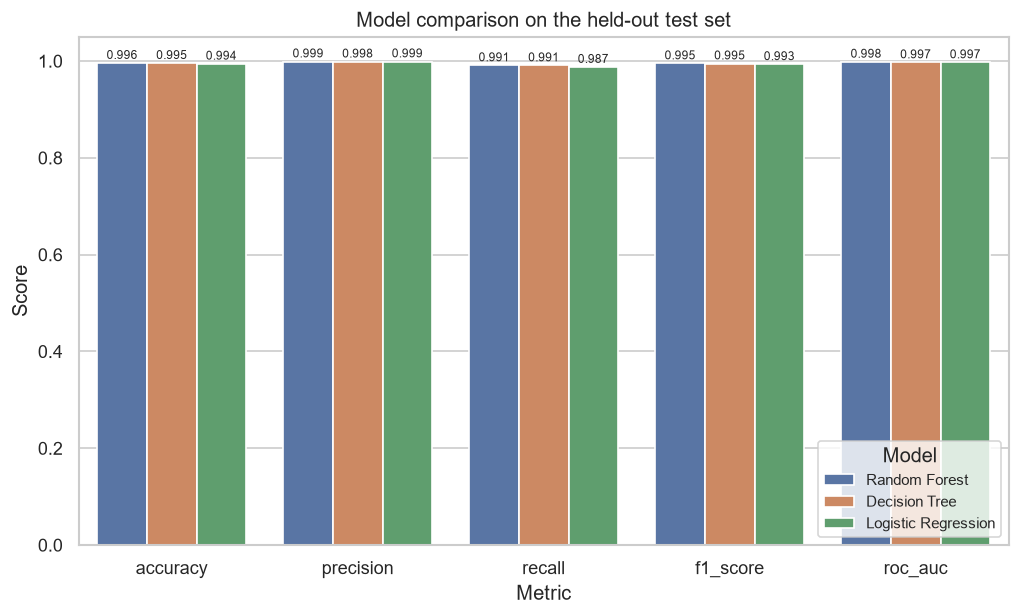 Model comparison on the held-out test set
0.996 0.995 0.994 0.999 0.998 0.999 0.991 0.991 0.987 0.995 0.995 0.993 0.998 0.997 0.997
1.0
0.8
0.6
0.4
0.2
0.0
Score
Model
Random Forest
Decision Tree
Logistic Regression
accuracy precision recall f1_score roc_auc
Metric